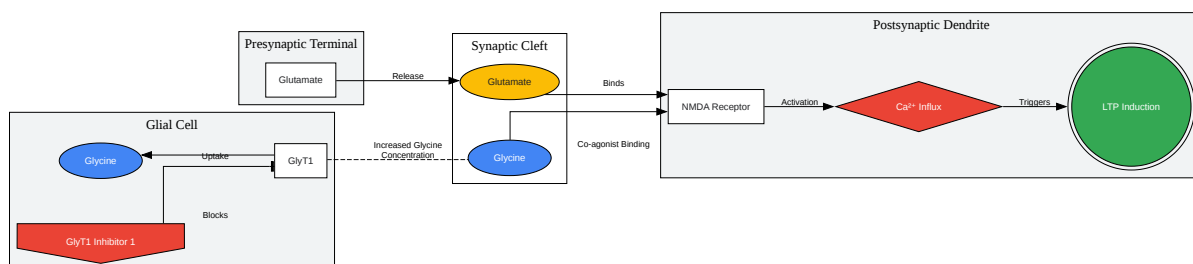 Postsynaptic Dendrite
Presynaptic Terminal
Synaptic Cleft
Glutamate
Release
Glutamate
Binds
NMDA Receptor
Activation
Ca²⁺ Influx
Triggers
LTP Induction
Glial Cell
Glycine
Uptake
GlyT1
Increased Glycine
Concentration
Glycine
Co-agonist Binding
Blocks
GlyT1 Inhibitor 1